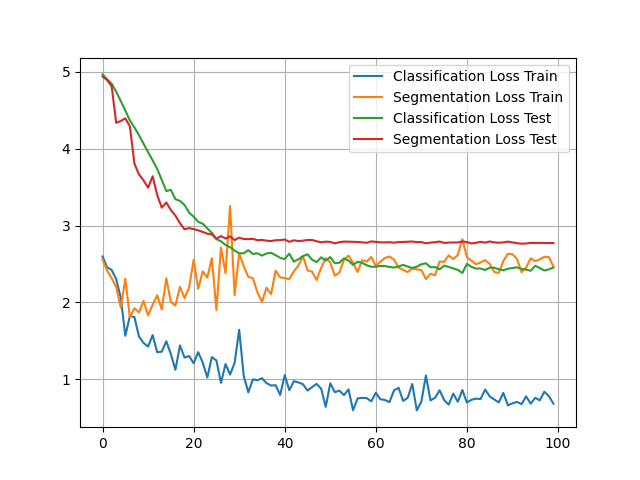 Classification Loss Train
Segmentation Loss Train
Classification Loss Test
Segmentation Loss Test
5
4
3
2
1
0 20 40 60 80 100